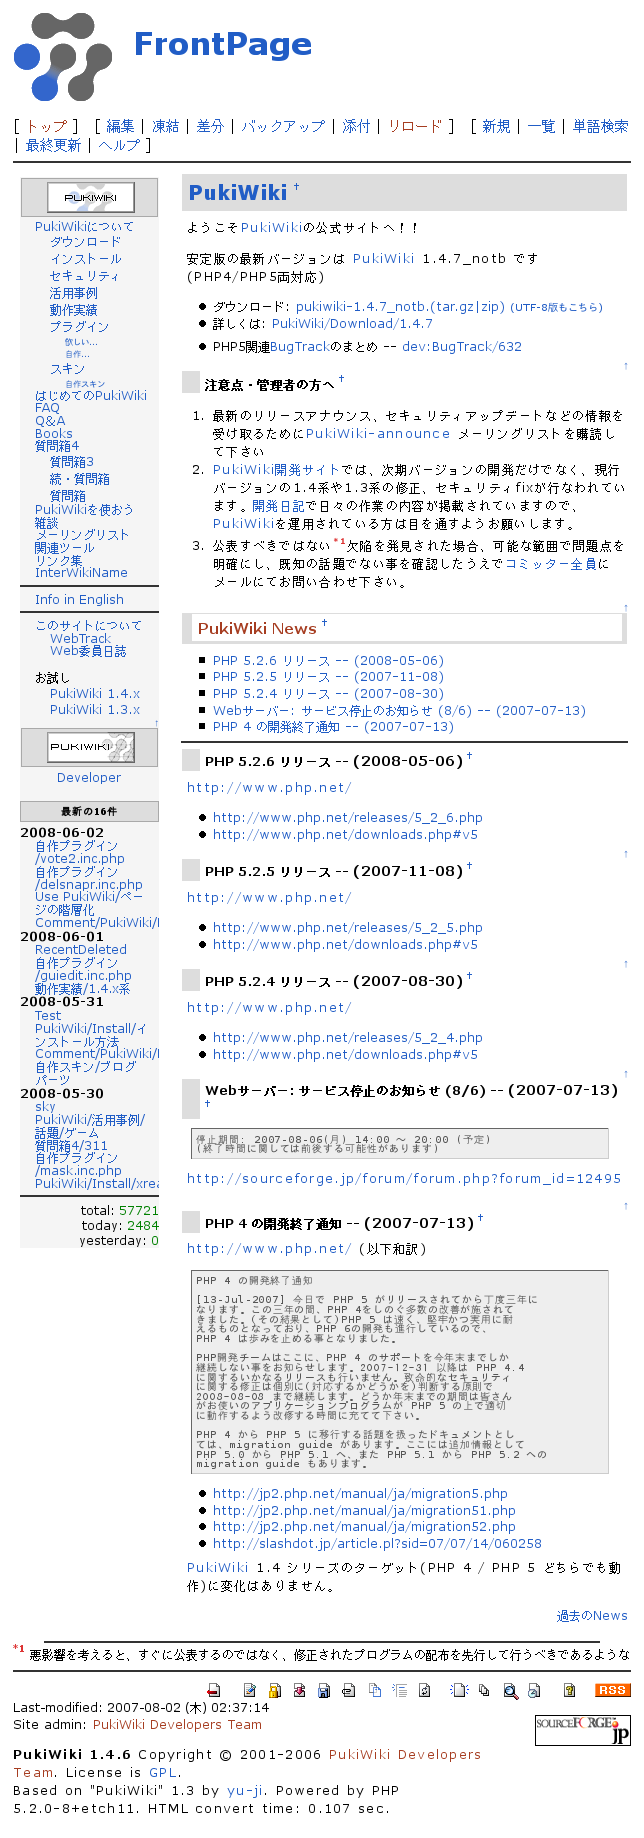 FrontPage
[ トップ ] [ 編集 | 凍結 | 差分 | バックアップ | 添付 | リロード ] [ 新規 | 一覧 | 単語検索
| 最終更新 | ヘルプ ]
PUKIWIKI
PukiWikiについて
ダウンロード
インストール
セキュリティ
活用事例
動作実績
プラグイン
欲しい...
自作...
スキン
自作スキン
はじめてのPukiWiki
FAQ
Q&A
Books
質問箱4
質問箱3
続・質問箱
質問箱
PukiWikiを使おう
雑談
メーリングリスト
関連ツール
リンク集
InterWikiName
Info in English
このサイトについて
WebTrack
Web委員日誌
お試し
PukiWiki 1.4.x
PukiWiki 1.3.x
↑
PUKIWIKI
Developer
最新の16件
2008-06-02
自作プラグイン
/vote2.inc.php
自作プラグイン
/delsnapr.inc.php
Use PukiWiki/ペー
ジの階層化
Comment/PukiWiki/
2008-06-01
RecentDeleted
自作プラグイン
/guiedit.inc.php
動作実績/1.4.x系
2008-05-31
Test
PukiWiki/Install/イ
ンストール方法
Comment/PukiWiki/
自作スキン/ブログ
パーツ
2008-05-30
sky
PukiWiki/活用事例/
話題/ゲーム
質問箱4/311
自作プラグイン
/mask.inc.php
PukiWiki/Install/xrea
total: 57721
today: 2484
yesterday: 0
PukiWiki †
ようこそPukiWikiの公式サイトへ！！
安定版の最新バージョンは PukiWiki 1.4.7_notb です
(PHP4/PHP5両対応)
● ダウンロード: pukiwiki-1.4.7_notb.(tar.gz|zip) (UTF-8版もこちら)
● 詳しくは: PukiWiki/Download/1.4.7
● PHP5関連BugTrackのまとめ -- dev:BugTrack/632
↑
注意点・管理者の方へ †
1. 最新のリリースアナウンス、セキュリティアップデートなどの情報を
受け取るためにPukiWiki-announce メーリングリストを購読し
て下さい
2. PukiWiki開発サイトでは、次期バージョンの開発だけでなく、現行
バージョンの1.4系や1.3系の修正、セキュリティfixが行なわれてい
ます。開発日記で日々の作業の内容が掲載されていますので、
PukiWikiを運用されている方は目を通すようお願いします。
3. 公表すべきではない*1欠陥を発見された場合、可能な範囲で問題点を
明確にし、既知の話題でない事を確認したうえでコミッター全員に
メールにてお問い合わせ下さい。
↑
PukiWiki News †
■ PHP 5.2.6 リリース -- (2008-05-06)
■ PHP 5.2.5 リリース -- (2007-11-08)
■ PHP 5.2.4 リリース -- (2007-08-30)
■ Webサーバー: サービス停止のお知らせ (8/6) -- (2007-07-13)
■ PHP 4 の開発終了通知 -- (2007-07-13)
PHP 5.2.6 リリース -- (2008-05-06) †
http://www.php.net/
● http://www.php.net/releases/5_2_6.php
● http://www.php.net/downloads.php#v5
↑
PHP 5.2.5 リリース -- (2007-11-08) †
http://www.php.net/
● http://www.php.net/releases/5_2_5.php
● http://www.php.net/downloads.php#v5
↑
PHP 5.2.4 リリース -- (2007-08-30) †
http://www.php.net/
● http://www.php.net/releases/5_2_4.php
● http://www.php.net/downloads.php#v5
↑
Webサーバー: サービス停止のお知らせ (8/6) -- (2007-07-13)
†
停止期間: 2007-08-06(月) 14:00 ～ 20:00 (予定)
(終了時間に関しては前後する可能性があります)
http://sourceforge.jp/forum/forum.php?forum_id=12495
↑
PHP 4 の開発終了通知 -- (2007-07-13) †
http://www.php.net/ (以下和訳)
PHP 4 の開発終了通知
[13-Jul-2007] 今日で PHP 5 がリリースされてから丁度三年に
なります。この三年の間、PHP 4をしのぐ多数の改善が施されて
きました。(その結果として)PHP 5 は速く、堅牢かつ実用に耐
えるものとなっており、PHP 6の開発も進行しているので、
PHP 4 は歩みを止める事となりました。
PHP開発チームはここに、PHP 4 のサポートを今年末までしか
継続しない事をお知らせします。2007-12-31 以降は PHP 4.4
に関するいかなるリリースも行いません。致命的なセキュリティ
に関する修正は個別に(対応するかどうかを)判断する原則で
2008-08-08 まで継続します。どうか年末までの期間は皆さん
がお使いのアプリケーションプログラムが PHP 5 の上で適切
に動作するよう改修する時間に充てて下さい。
PHP 4 から PHP 5 に移行する話題を扱ったドキュメントとし
ては、migration guide があります。ここには追加情報として
PHP 5.0 から PHP 5.1 へ、また PHP 5.1 から PHP 5.2 への
migration guide もあります。
● http://jp2.php.net/manual/ja/migration5.php
● http://jp2.php.net/manual/ja/migration51.php
● http://jp2.php.net/manual/ja/migration52.php
● http://slashdot.jp/article.pl?sid=07/07/14/060258
PukiWiki 1.4 シリーズのターゲット(PHP 4 / PHP 5 どちらでも動
作)に変化はありません。
過去のNews
*1 悪影響を考えると、すぐに公表するのではなく、修正されたプログラムの配布を先行して行うべきであるような
RSS
Last-modified: 2007-08-02 (木) 02:37:14
Site admin: PukiWiki Developers Team
SOURCEFORGE.jp
PukiWiki 1.4.6 Copyright © 2001-2006 PukiWiki Developers
Team. License is GPL.
Based on "PukiWiki" 1.3 by yu-ji. Powered by PHP
5.2.0-8+etch11. HTML convert time: 0.107 sec.